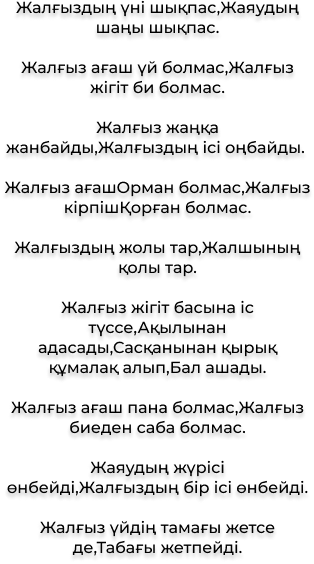 Жалғыздың үні шықпас,Жаяудың
шаңы шықпас.
Жалғыз ағаш үй болмас,Жалғыз
жігіт би болмас.
Жалғыз жаңқа
жанбайды,Жалғыздың ісі оңбайды.
Жалғыз ағашОрман болмас,Жалғыз
кірпішҚорған болмас.
Жалғыздың жолы тар,Жалшының
қолы тар.
Жалғыз жігіт басына іс
түссе,Ақылынан
адасады,Сасқанынан қырық
құмалақ алып,Бал ашады.
Жалғыз ағаш пана болмас,Жалғыз
биеден саба болмас.
Жаяудың жүрісі
өнбейді,Жалғыздың бір ісі өнбейді.
Жалғыз үйдің тамағы жетсе
де,Табағы жетпейді.